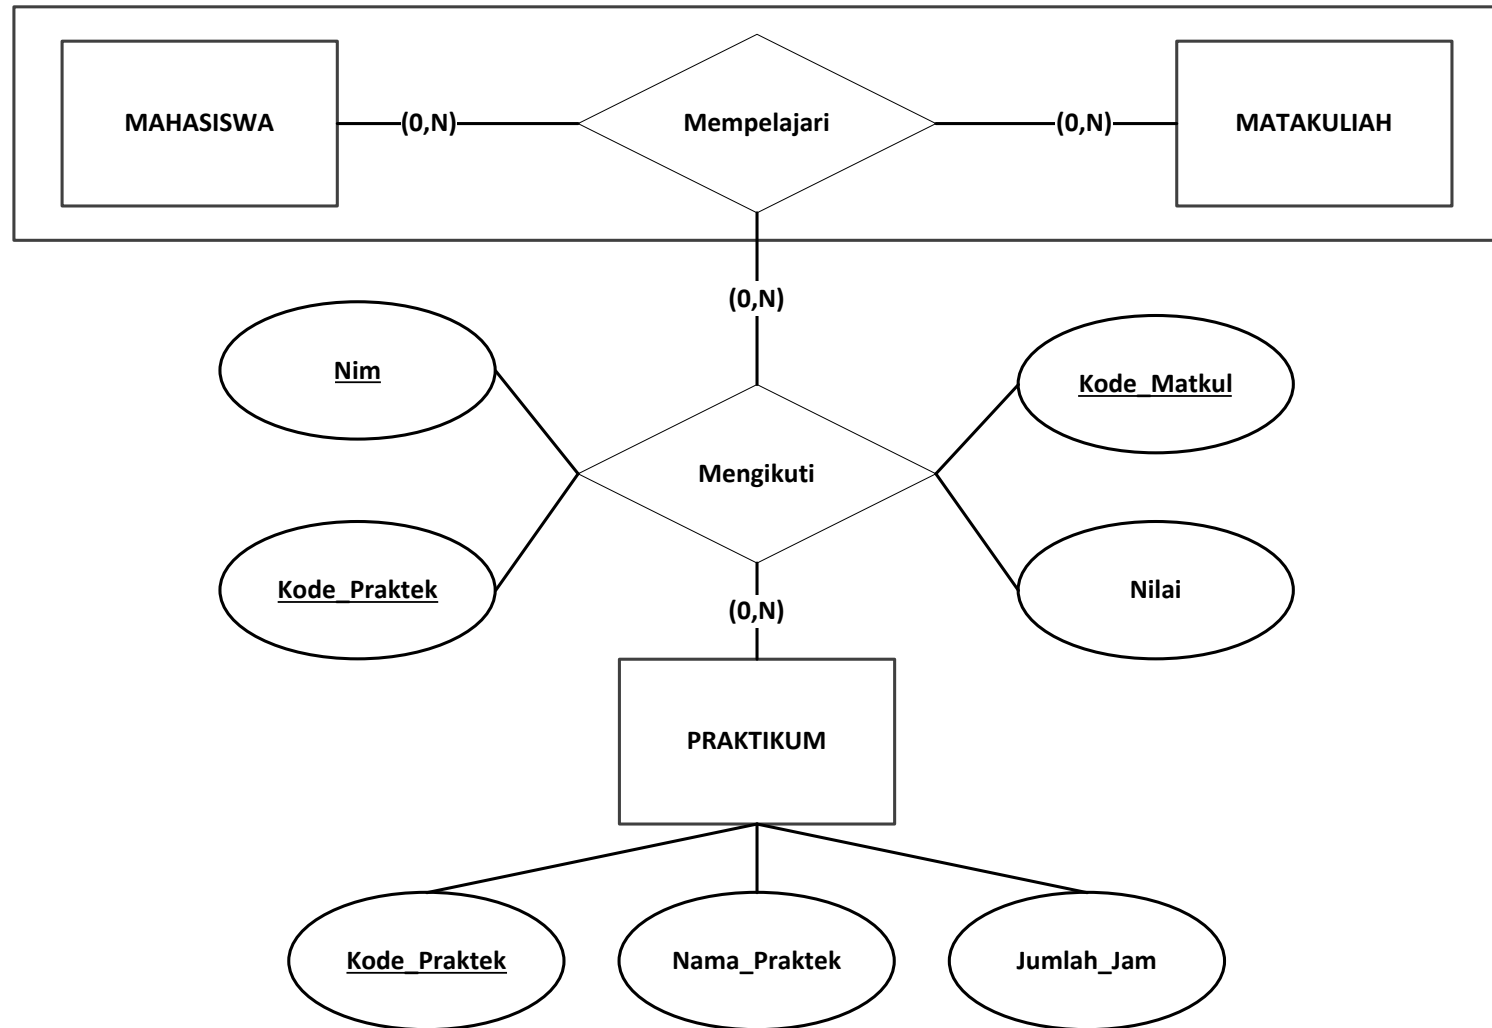 MAHASISWA
(0,N)
Mempelajari
(0,N)
MATAKULIAH
(0,N)
Nim
Kode_Matkul
Mengikuti
Kode_Praktek
Nilai
(0,N)
PRAKTIKUM
Kode_Praktek
Nama_Praktek
Jumlah_Jam